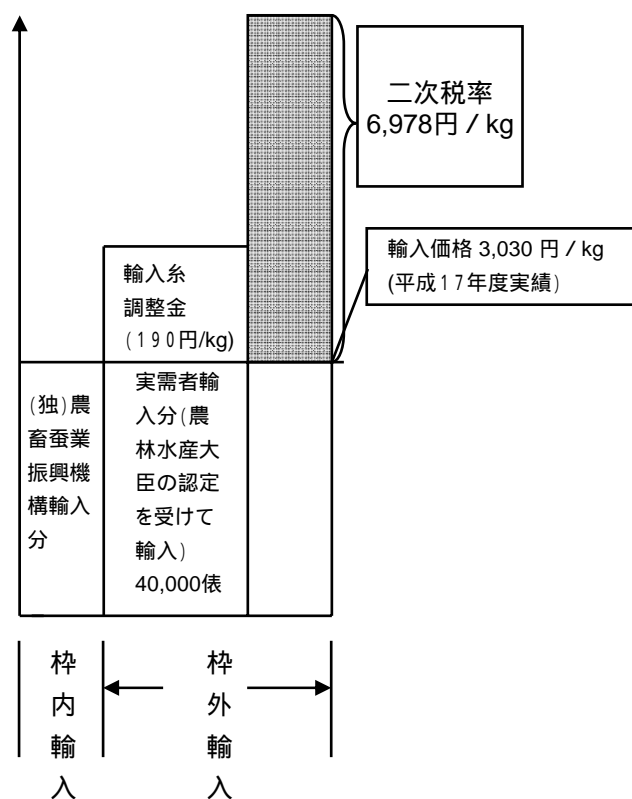 二次税率
6,978円／kg
輸入価格 3,030 円／kg
(平成17年度実績)
輸入糸
調整金
(190円/kg)
(独)農
畜蚕業
振興機
構輸入
分
実需者輸
入分(農
林水産大
臣の認定
を受けて
輸入)
40,000俵
枠内輸入
枠外輸入